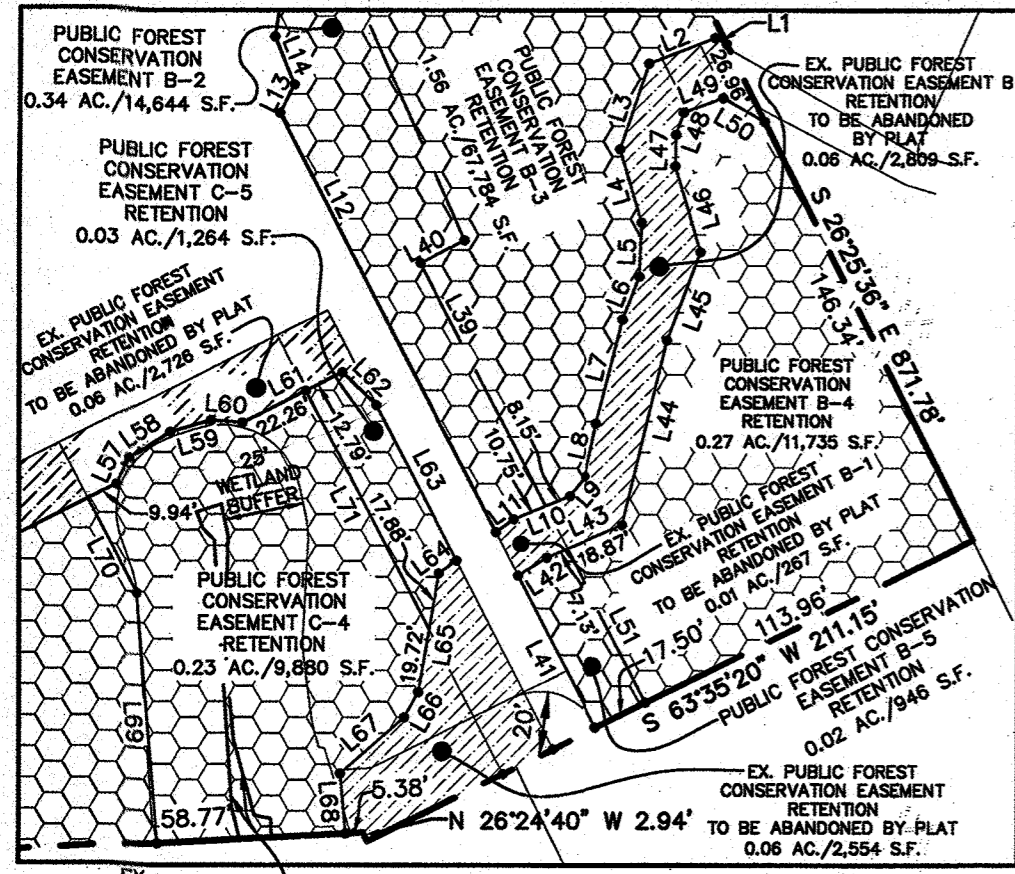 PUBLIC FOREST
CONSERVATION
EASEMENT B-2
0.34 AC./14,644 S.F.
PUBLIC FOREST
CONSERVATION
EASEMENT C-5
RETENTION
0.03 AC./1,264 S.F.
EX. PUBLIC FOREST
CONSERVATION EASEMENT
RETENTION
TO BE ABANDONED BY PLAT
0.06 AC./2,726 S.F.
L14
L13
L12
PUBLIC FOREST
CONSERVATION
EASEMENT B-3
RETENTION
1.56 AC./67,784 S.F.
L40
L39
L2
L1
L3
L4
L5
L6
L7
L8
L9
L10
L11
26.96'
L49
L50
L48
L47
L46
L45
L44
L43
L42
18.87'
7.13'
8.15'
10.75'
EX. PUBLIC FOREST
CONSERVATION EASEMENT B
RETENTION
TO BE ABANDONED
BY PLAT
0.06 AC./2,809 S.F.
S 26°25'36" E 871.78'
146.34'
PUBLIC FOREST
CONSERVATION
EASEMENT B-4
RETENTION
0.27 AC./11,735 S.F.
EX. PUBLIC FOREST
CONSERVATION EASEMENT B-1
RETENTION
TO BE ABANDONED BY PLAT
0.01 AC./267 S.F.
L51
L41
17.50'
113.96'
S 63°35'20" W 211.15'
PUBLIC FOREST CONSERVATION
EASEMENT B-5
RETENTION
0.02 AC./946 S.F.
L57
L58
L59
L60
L61
L62
22.26'
12.79'
L63
L71
17.88'
L64
L65
19.72'
L66
L67
L68
L69
L70
9.94'
25'
WETLAND
BUFFER
PUBLIC FOREST
CONSERVATION
EASEMENT C-4
RETENTION
0.23 AC./9,880 S.F.
20'
58.77'
5.38'
N 26°24'40" W 2.94'
EX. PUBLIC FOREST
CONSERVATION EASEMENT
RETENTION
TO BE ABANDONED BY PLAT
0.06 AC./2,554 S.F.